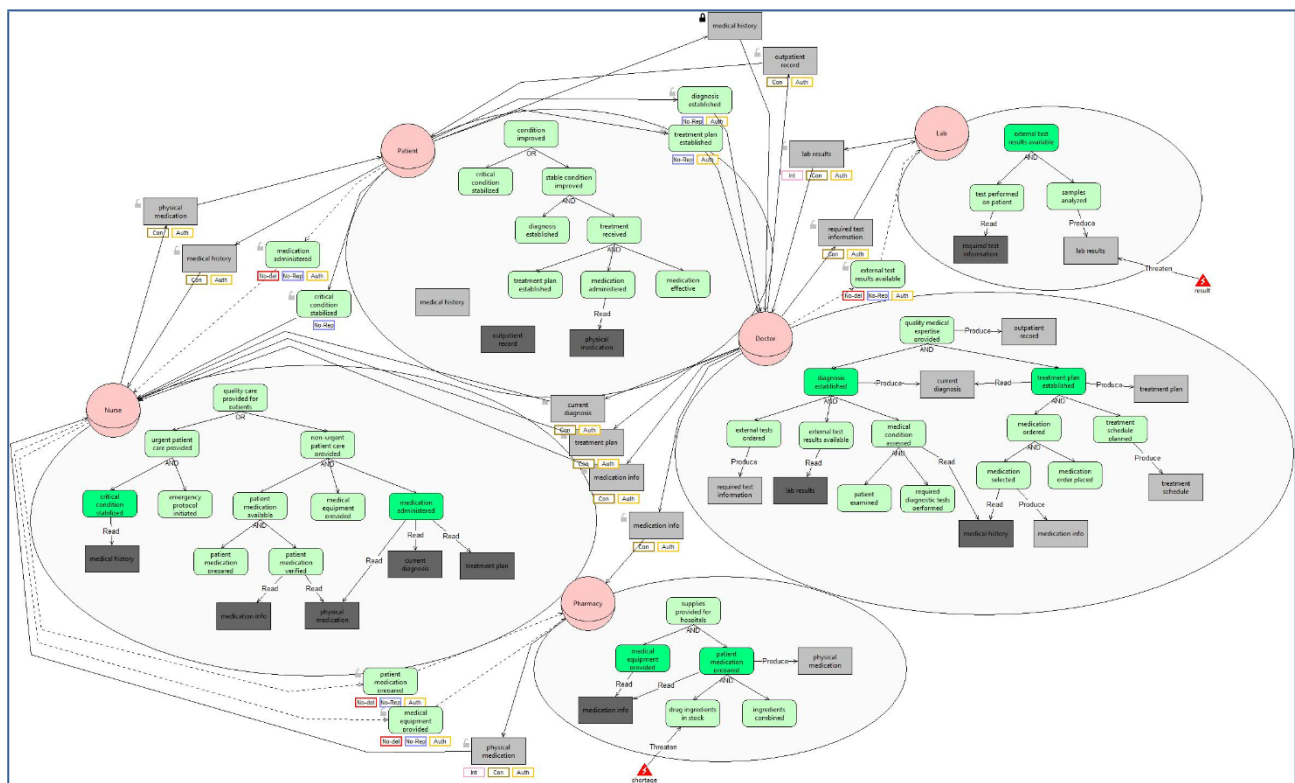 medical history
outpatient
record
Con
Auth
diagnosis
established
No-Rep
Auth
treatment plan
established
No-Rep
Auth
Patient
condition
improved
OR
critical
condition
stabilized
stable condition
improved
AND
diagnosis
established
treatment
received
AND
treatment plan
established
medication
administered
medication
effective
Read
medical history
outpatient
record
physical
medication
Lab
lab results
Int
Con
Auth
required test
information
Con
Auth
external test
results available
No-del
No-Rep
Auth
external test
results available
AND
test performed
on patient
samples
analyzed
Read
Produce
required test
information
lab results
Threaten
result
physical
medication
Con
Auth
medical history
Con
Auth
medication
administered
No-del
No-Rep
Auth
critical
condition
stabilized
No-Rep
Doctor
quality medical
expertise
provided
Produce
outpatient
record
AND
diagnosis
established
Produce
current
diagnosis
Read
treatment plan
established
Produce
treatment plan
AND
AND
external tests
ordered
external test
results available
medical
condition
assessed
medication
ordered
treatment
schedule
planned
Produce
Read
AND
Read
AND
Produce
required test
information
lab results
patient
examined
required
diagnostic tests
performed
medication
selected
medication
order placed
treatment
schedule
Read
Produce
medical history
medication info
current
diagnosis
Con
Auth
treatment plan
Con
Auth
medication
info
Con
Auth
medication info
Con
Auth
Nurse
quality care
provided for
patients
OR
urgent patient
care provided
non-urgent
patient care
provided
AND
AND
critical
condition
stabilized
emergency
protocol
initiated
patient
medication
available
medical
equipment
provided
medication
administered
Read
AND
Read
Read
Read
medical history
patient
medication
prepared
patient
medication
verified
current
diagnosis
treatment plan
Read
Read
medication info
physical
medication
Pharmacy
supplies
provided for
hospitals
AND
medical
equipment
provided
patient
medication
prepared
Produce
physical
medication
Read
Read
AND
medication info
drug ingredients
in stock
ingredients
combined
Threaten
shortage
patient
medication
prepared
No-del
No-Rep
Auth
medical
equipment
provided
No-del
No-Rep
Auth
physical
medication
Int
Con
Auth